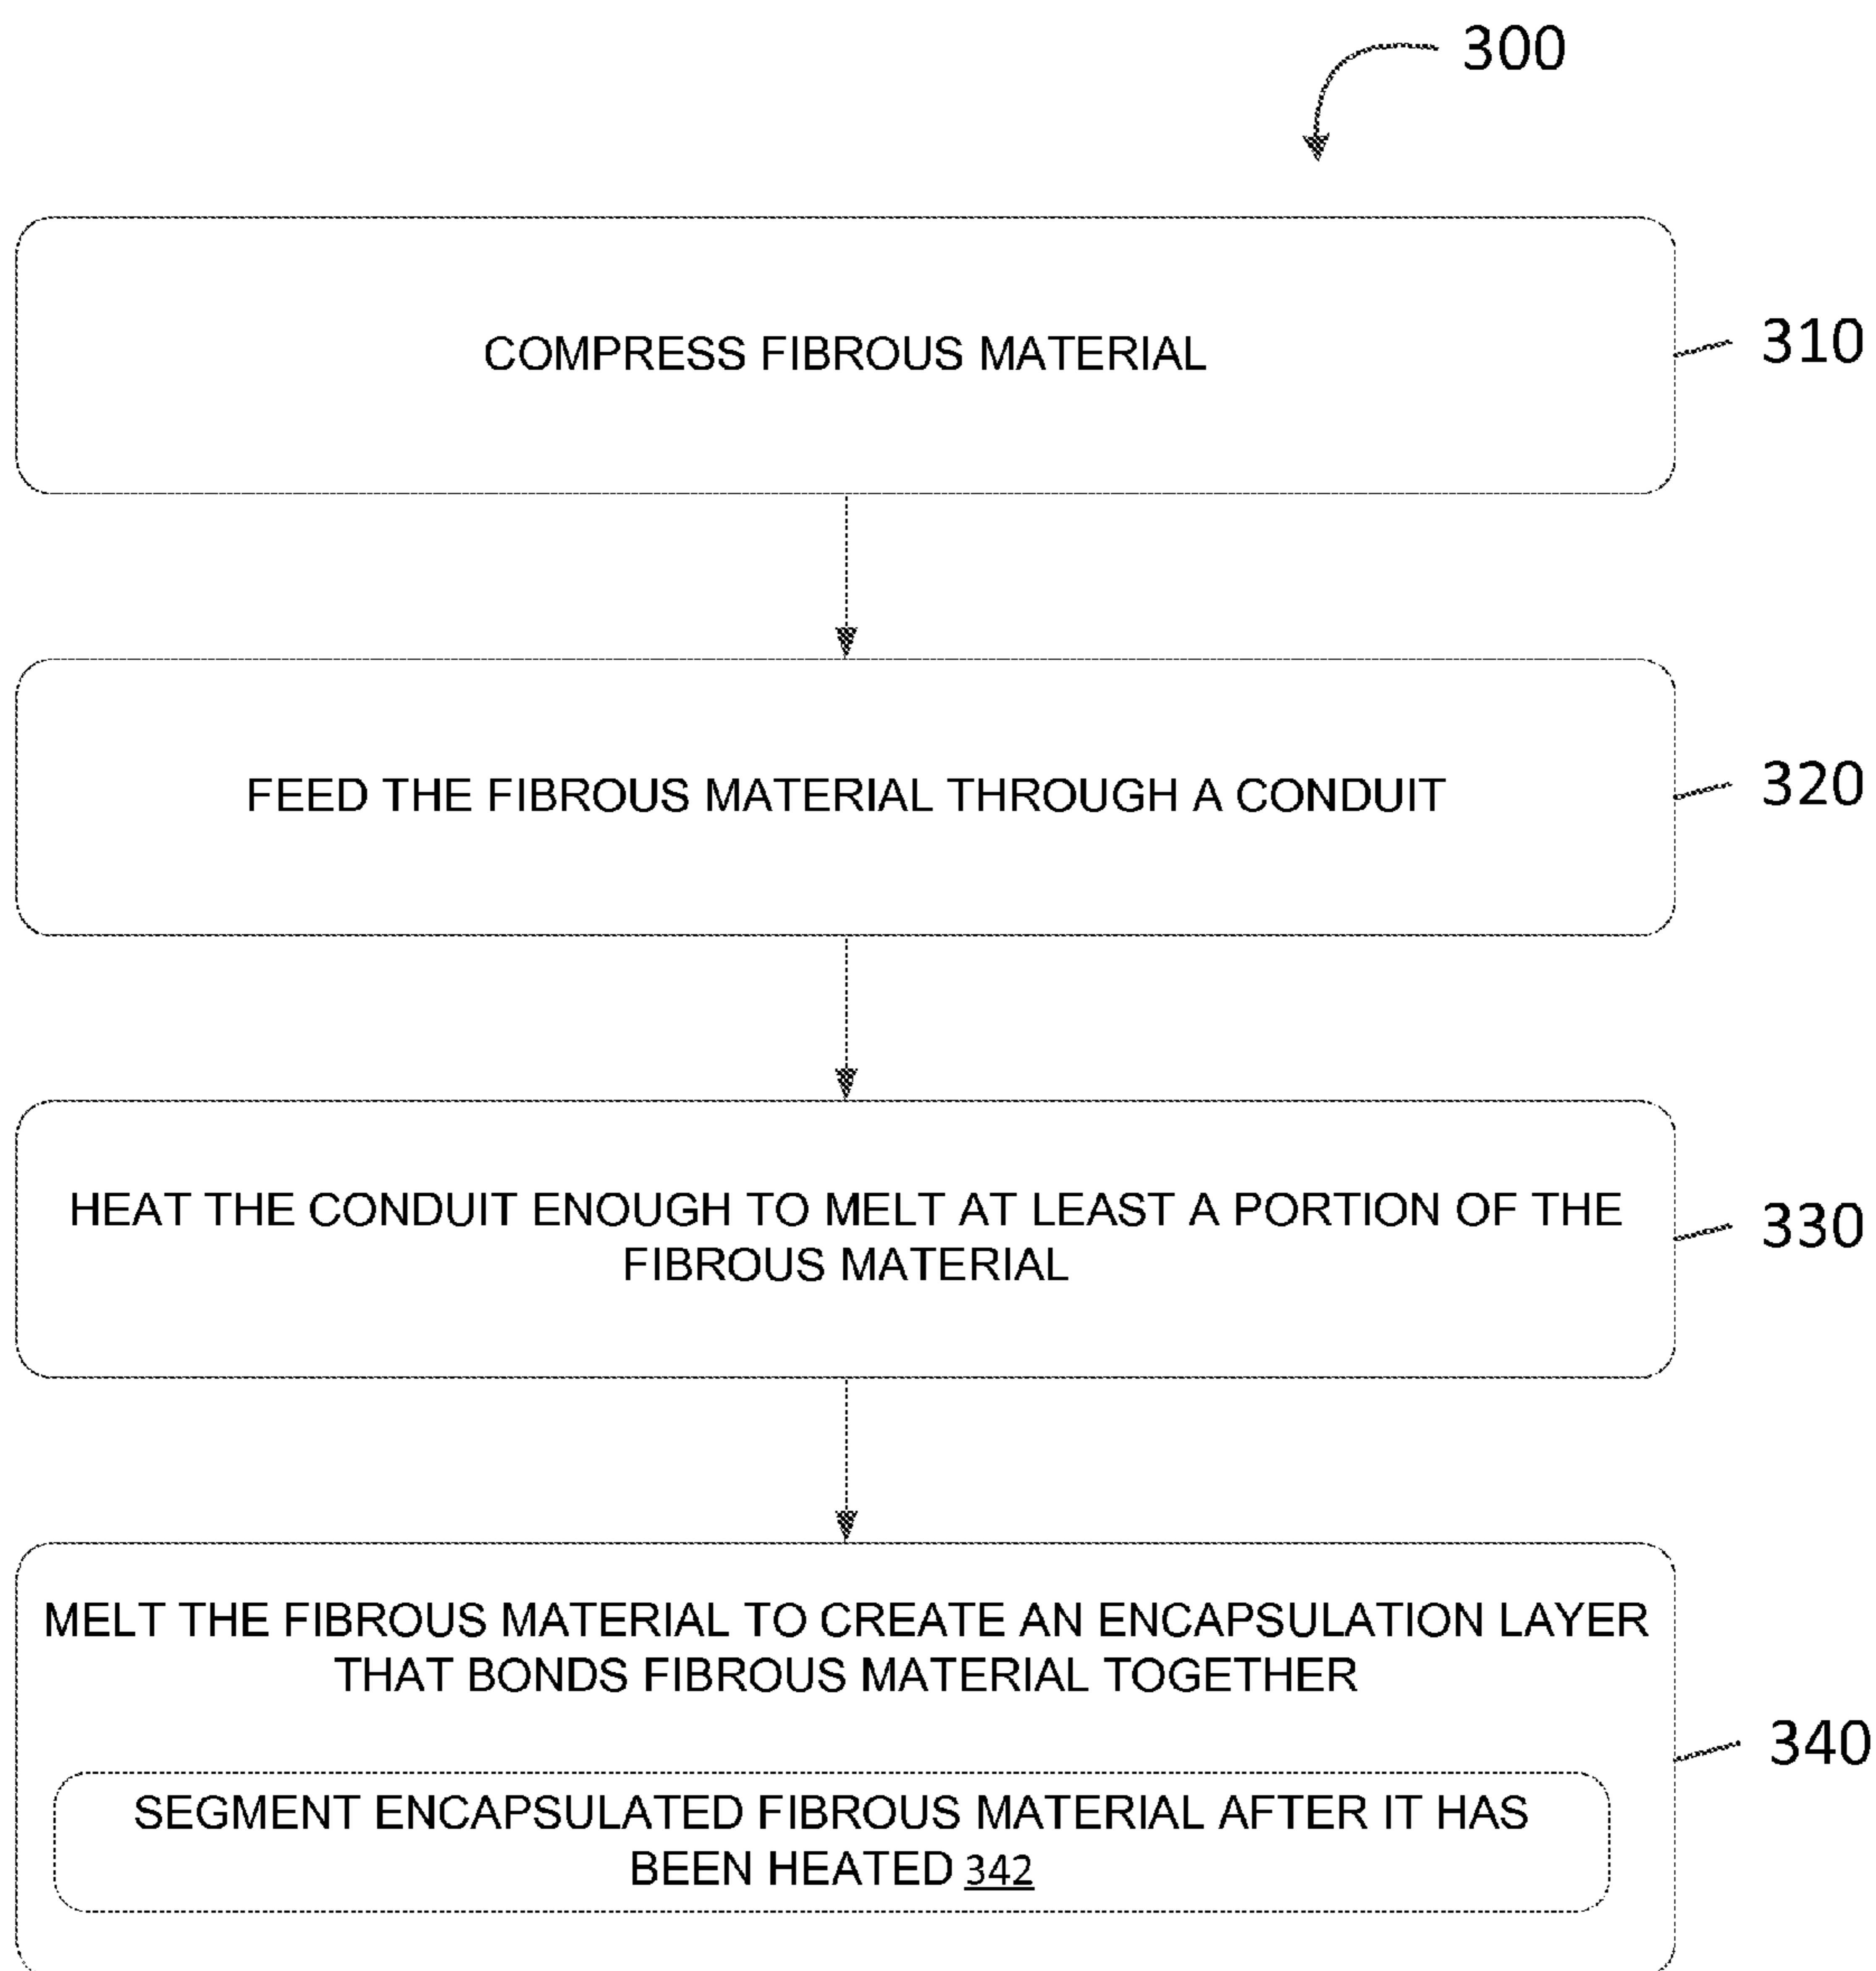 300
COMPRESS FIBROUS MATERIAL
310
FEED THE FIBROUS MATERIAL THROUGH A CONDUIT
320
HEAT THE CONDUIT ENOUGH TO MELT AT LEAST A PORTION OF THE
FIBROUS MATERIAL
330
MELT THE FIBROUS MATERIAL TO CREATE AN ENCAPSULATION LAYER
THAT BONDS FIBROUS MATERIAL TOGETHER
340
SEGMENT ENCAPSULATED FIBROUS MATERIAL AFTER IT HAS
BEEN HEATED 342